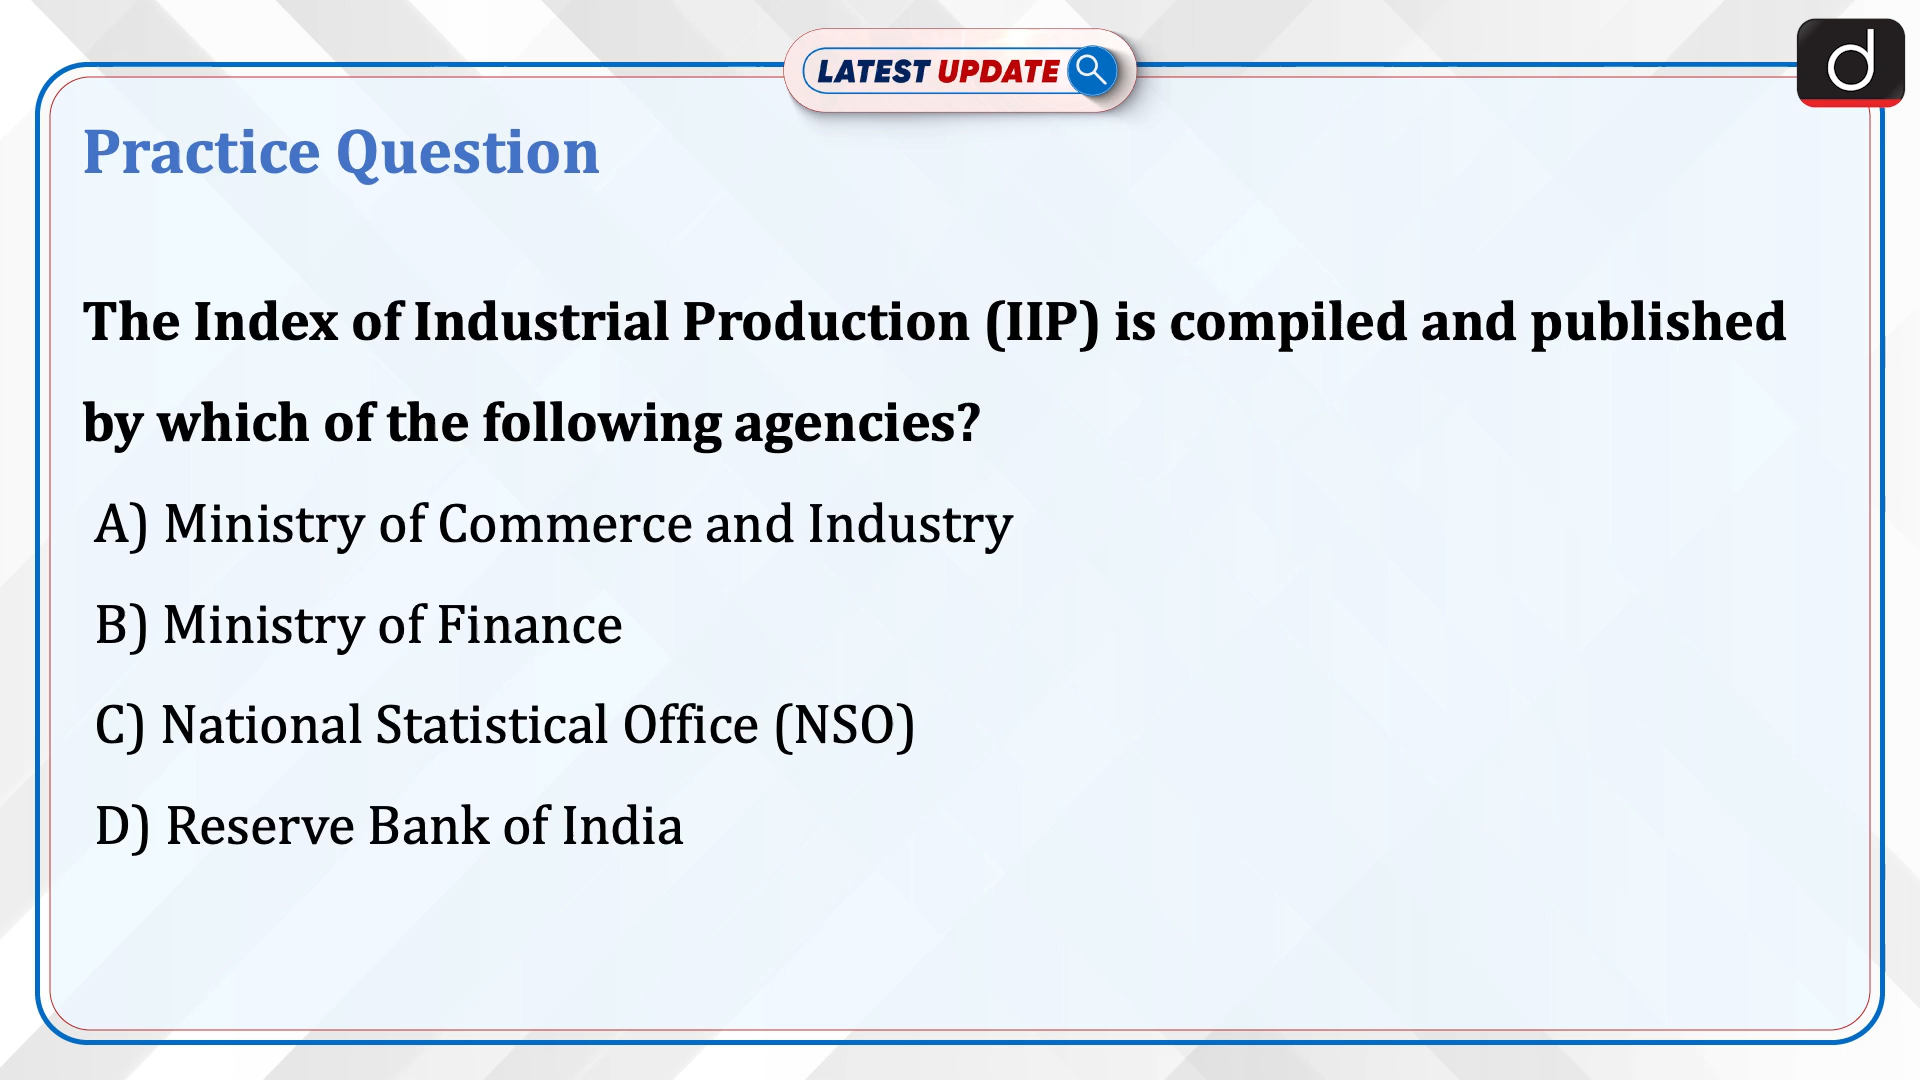 LATEST UPDATE
d
Practice Question
The Index of Industrial Production (IIP) is compiled and published
by which of the following agencies?
A) Ministry of Commerce and Industry
B) Ministry of Finance
C) National Statistical Office (NSO)
D) Reserve Bank of India